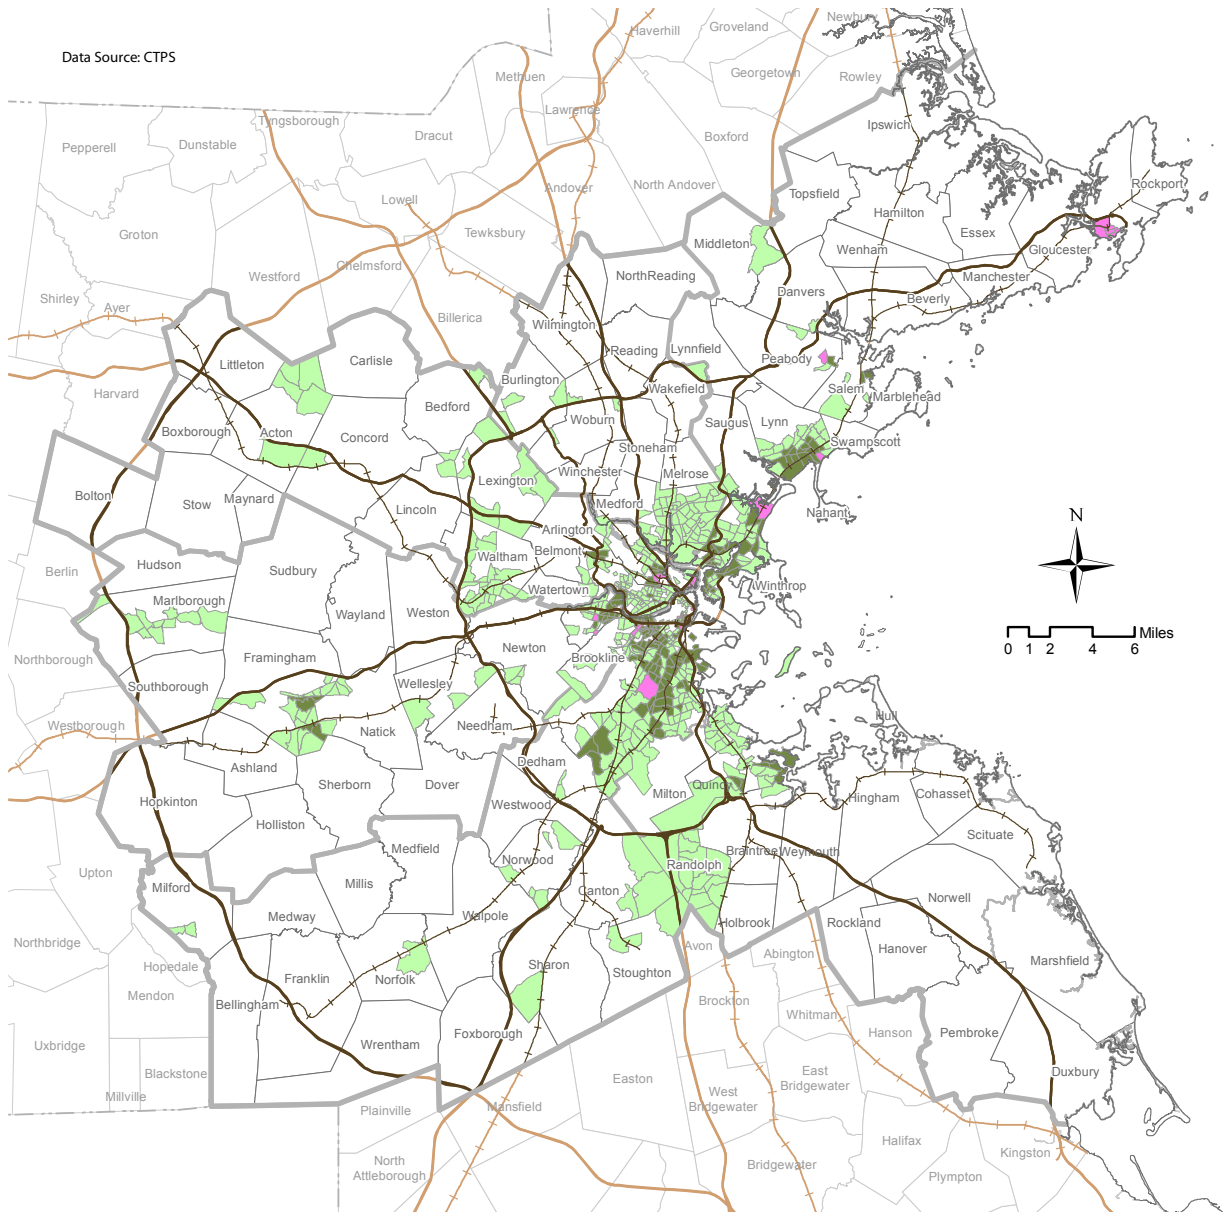 Data Source: CTPS
Newbury
Haverhill
Groveland
Georgetown
Rowley
Methuen
Lawrence
Tyngsborough
Dracut
Boxford
Ipswich
Pepperell
Dunstable
Andover
North Andover
Topsfield
Rockport
Lowell
Hamilton
Essex
Groton
Tewksbury
Middleton
Wenham
Gloucester
Westford
Chelmsford
NorthReading
Manchester
Shirley
Ayer
Danvers
Beverly
Billerica
Wilmington
Reading
Lynnfield
Littleton
Carlisle
Peabody
Harvard
Burlington
Wakefield
Salem
Marblehead
Bedford
Boxborough
Acton
Concord
Woburn
Saugus
Lynn
Stoneham
Swampscott
Winchester
Melrose
Lexington
Bolton
Stow
Maynard
Lincoln
Medford
Nahant
N
Arlington
Belmont
Waltham
Hudson
Berlin
Sudbury
Watertown
Winthrop
Marlborough
Wayland
Weston
Miles
0 1 2 4 6
Northborough
Framingham
Newton
Brookline
Southborough
Wellesley
Westborough
Natick
Needham
Hull
Ashland
Dedham
Sherborn
Dover
Milton
Quincy
Hopkinton
Westwood
Hingham
Cohasset
Holliston
Scituate
Medfield
Braintree
Weymouth
Norwood
Randolph
Upton
Milford
Millis
Canton
Norwell
Medway
Walpole
Holbrook
Rockland
Northbridge
Avon
Hanover
Abington
Hopedale
Sharon
Stoughton
Marshfield
Franklin
Norfolk
Mendon
Bellingham
Brockton
Whitman
Foxborough
Hanson
Pembroke
Uxbridge
Wrentham
Blackstone
Easton
East
Bridgewater
Duxbury
Millville
West
Bridgewater
Plainville
Mansfield
Halifax
Kingston
North
Attleborough
Bridgewater
Plympton